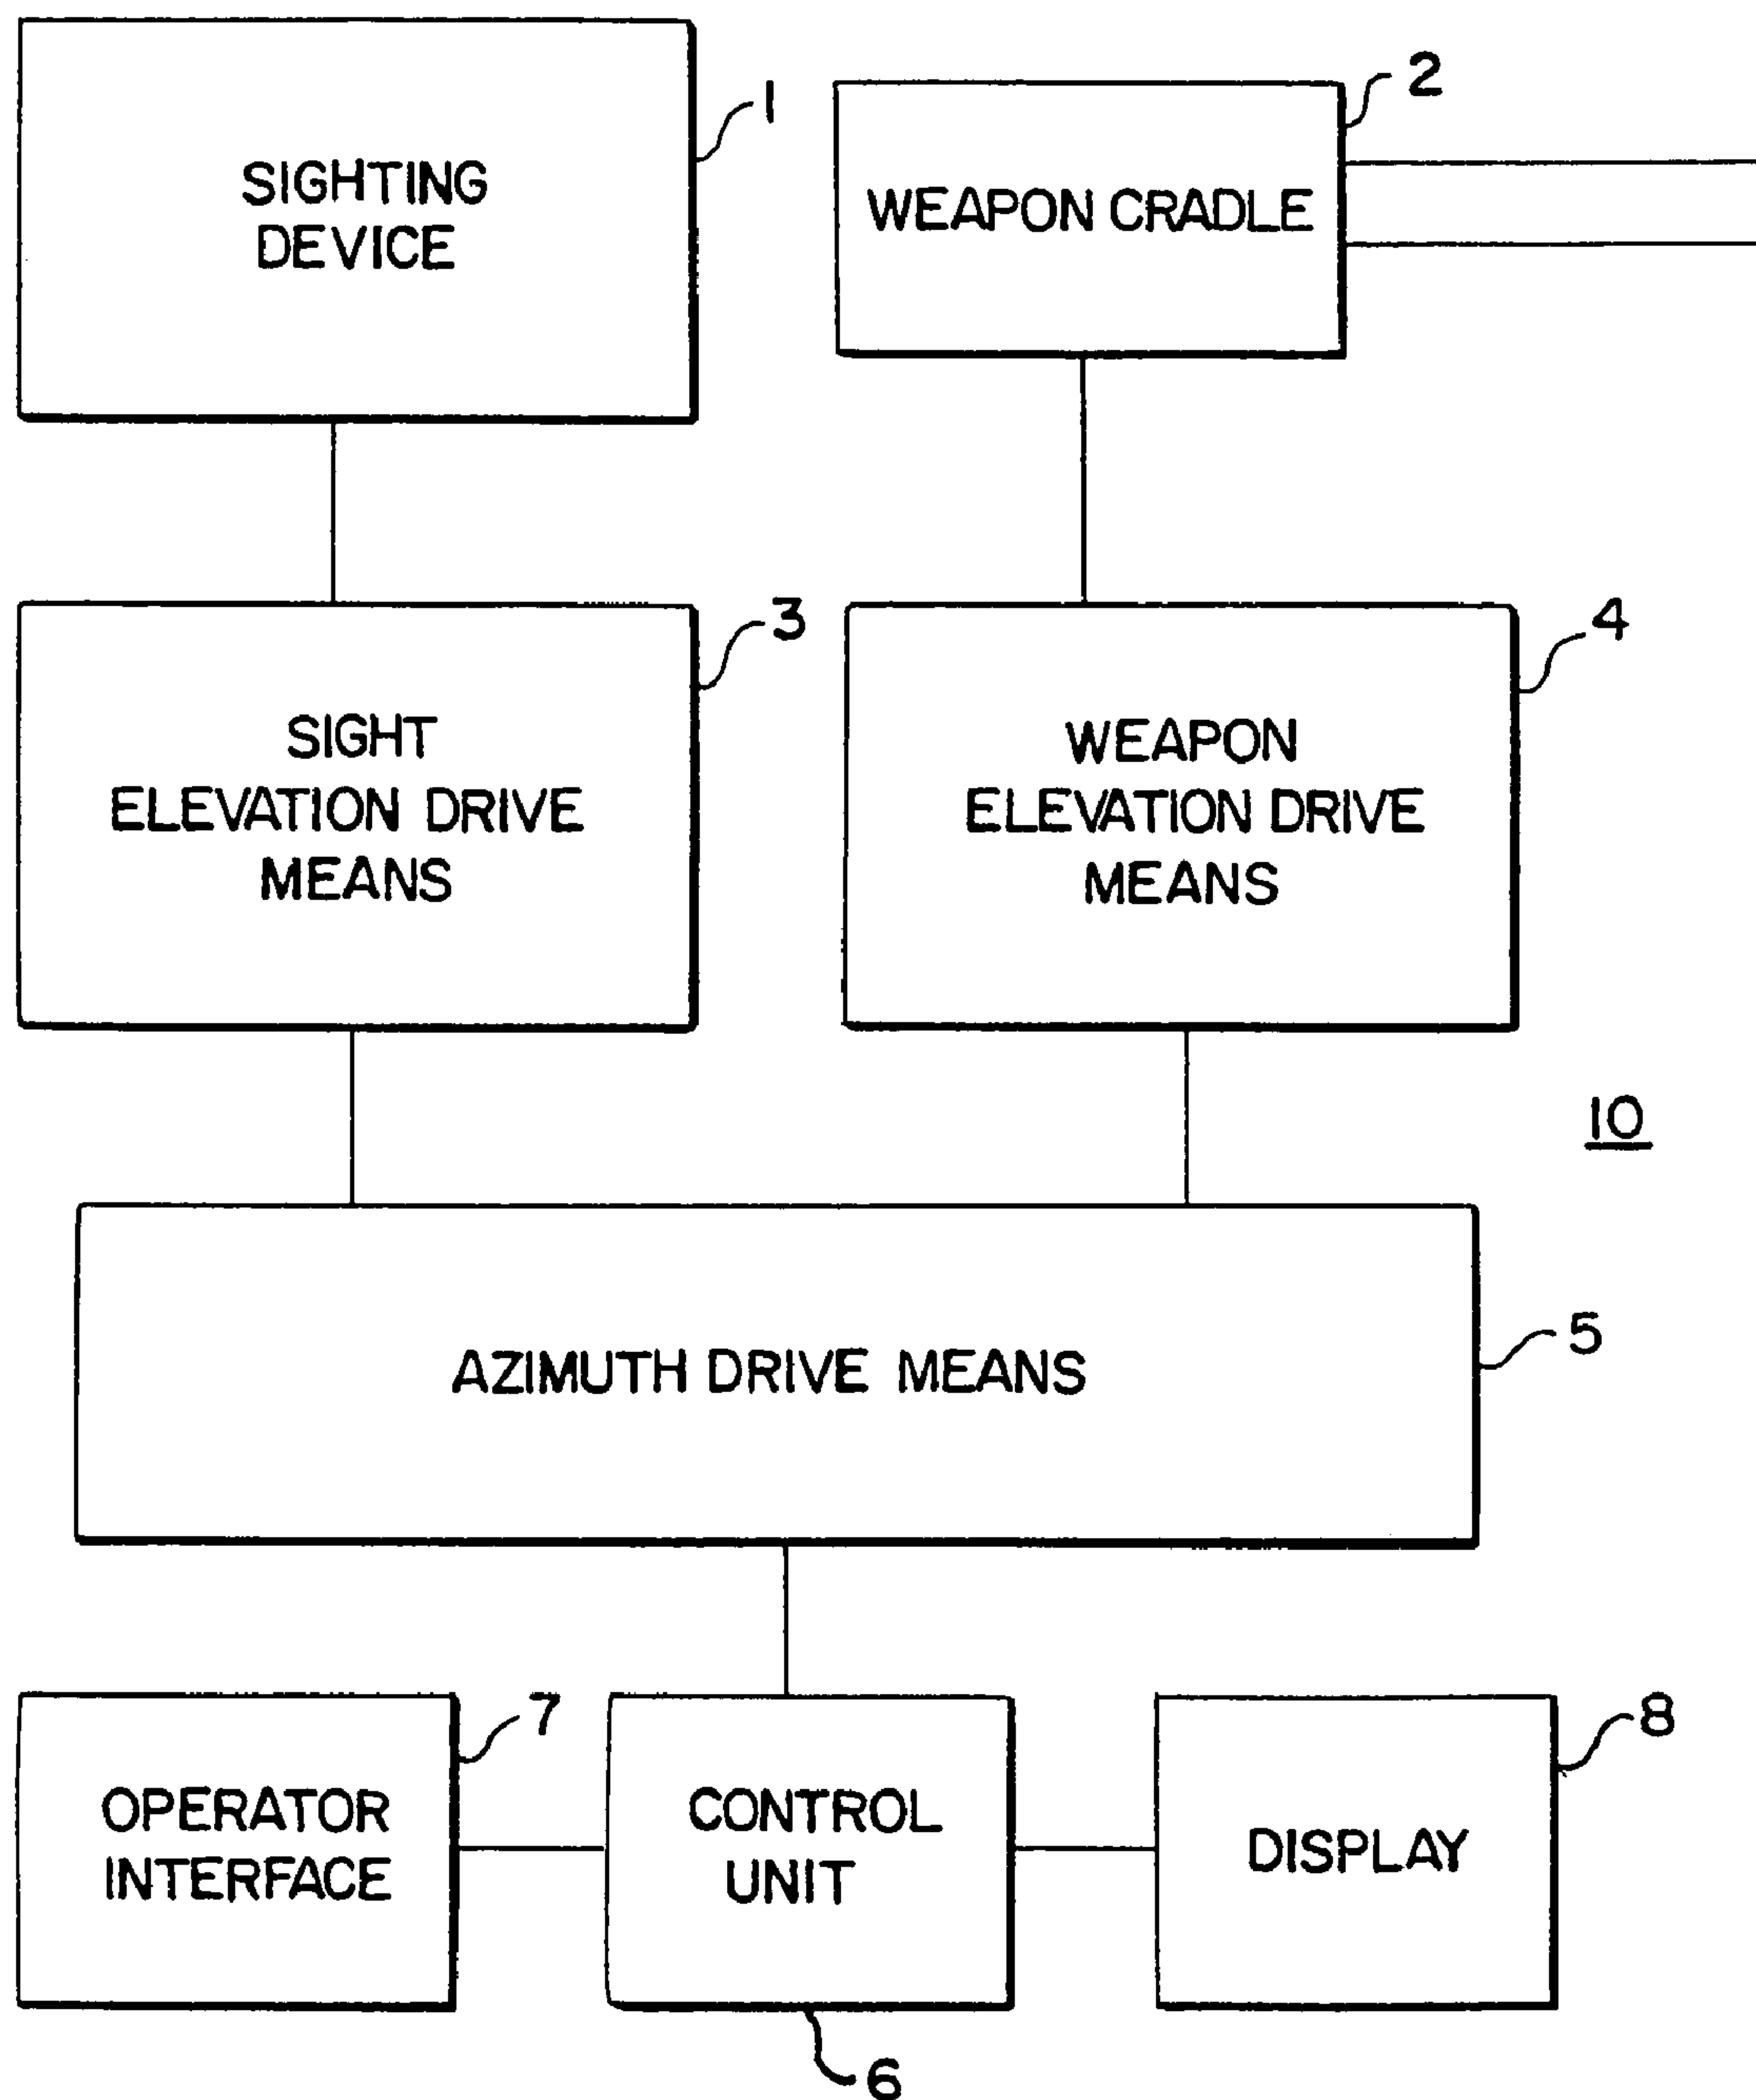 SIGHTING
DEVICE
1
WEAPON CRADLE
2
SIGHT
ELEVATION DRIVE
MEANS
3
WEAPON
ELEVATION DRIVE
MEANS
4
10
AZIMUTH DRIVE MEANS
5
OPERATOR
INTERFACE
7
CONTROL
UNIT
6
DISPLAY
8